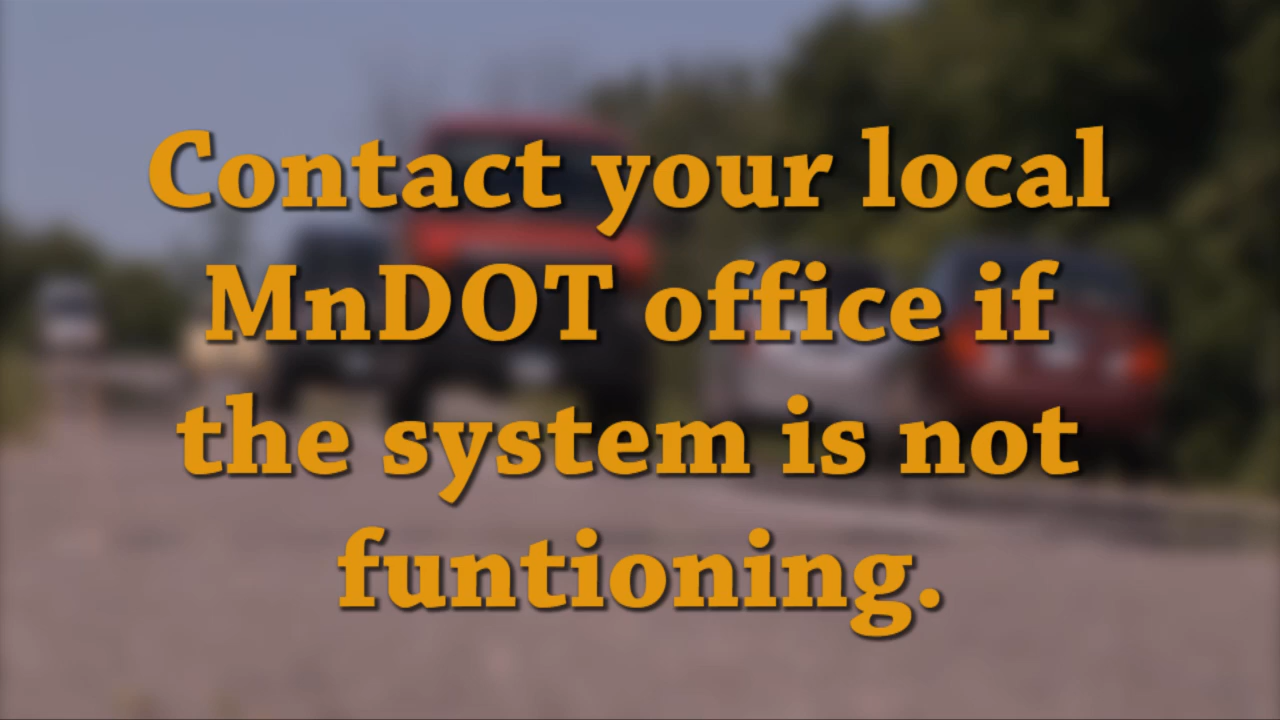 Contact your local
MnDOT office if
the system is not
funtioning.